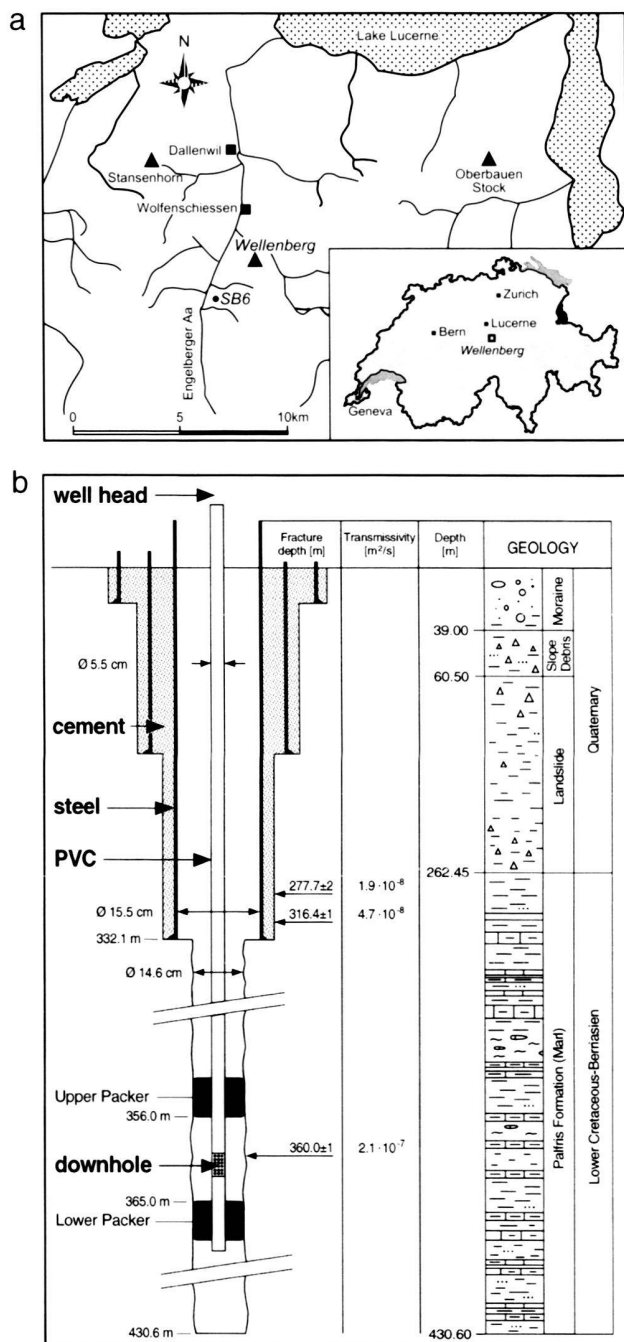 a
N
Lake Lucerne
Dallenwil
Stansenhorn
Oberbauen
Stock
Wolfenschiessen
Wellenberg
SB6
Engelberger Aa
0 5 10km
Zurich
Lucerne
Bern
Wellenberg
Geneva
b
well head
Fracture
depth [m]
Transmissivity
[m²/s]
Depth
[m]
GEOLOGY
Moraine
39.00
Slope
Debris
60.50
Ø 5.5 cm
cement
Landslide
Quaternary
steel
PVC
262.45
277.7±2 1.9·10⁻⁸
Ø 15.5 cm
316.4±1 4.7·10⁻⁸
332.1 m
Ø 14.6 cm
Palfris Formation (Marl)
Lower Cretaceous-Berriasien
Upper Packer
356.0 m
360.0±1 2.1·10⁻⁷
downhole
365.0 m
Lower Packer
430.6 m
430.60